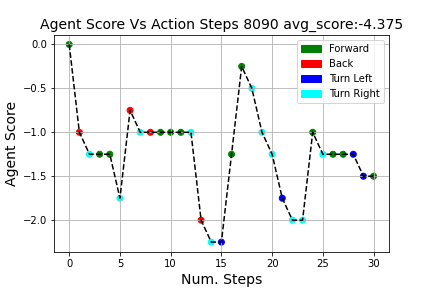 Agent Score Vs Action Steps 8090 avg_score:-4.375
Forward
Back
Turn Left
Turn Right
Agent Score
0.0
−0.5
−1.0
−1.5
−2.0
0 5 10 15 20 25 30
Num. Steps